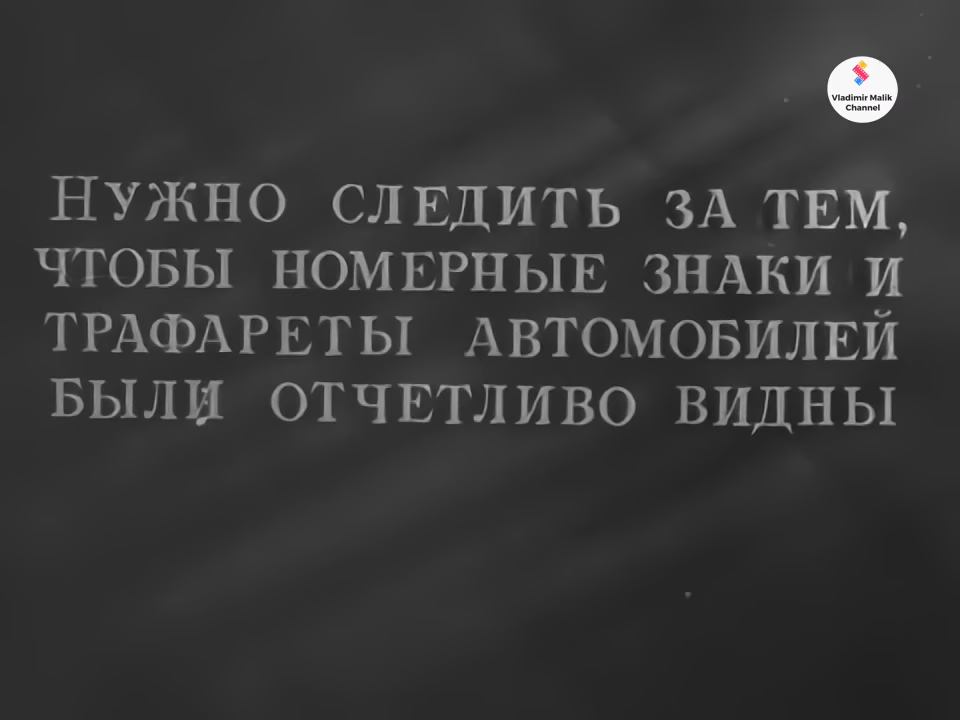 Vladimir Malik
Channel
Нужно следить за тем,
чтобы номерные знаки и
трафареты автомобилей
были отчетливо видны